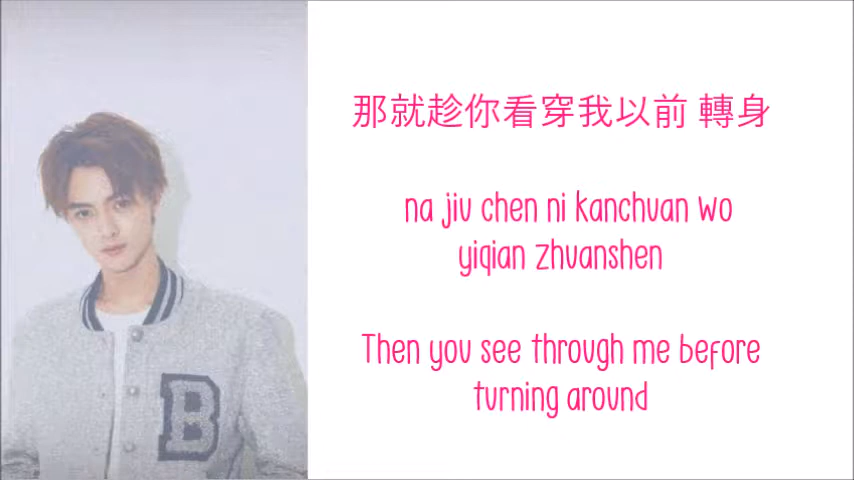 那就趁你看穿我以前 轉身
na jiu chen ni kanchuan wo
yiqian zhuanshen
Then you see through me before
turning around
B